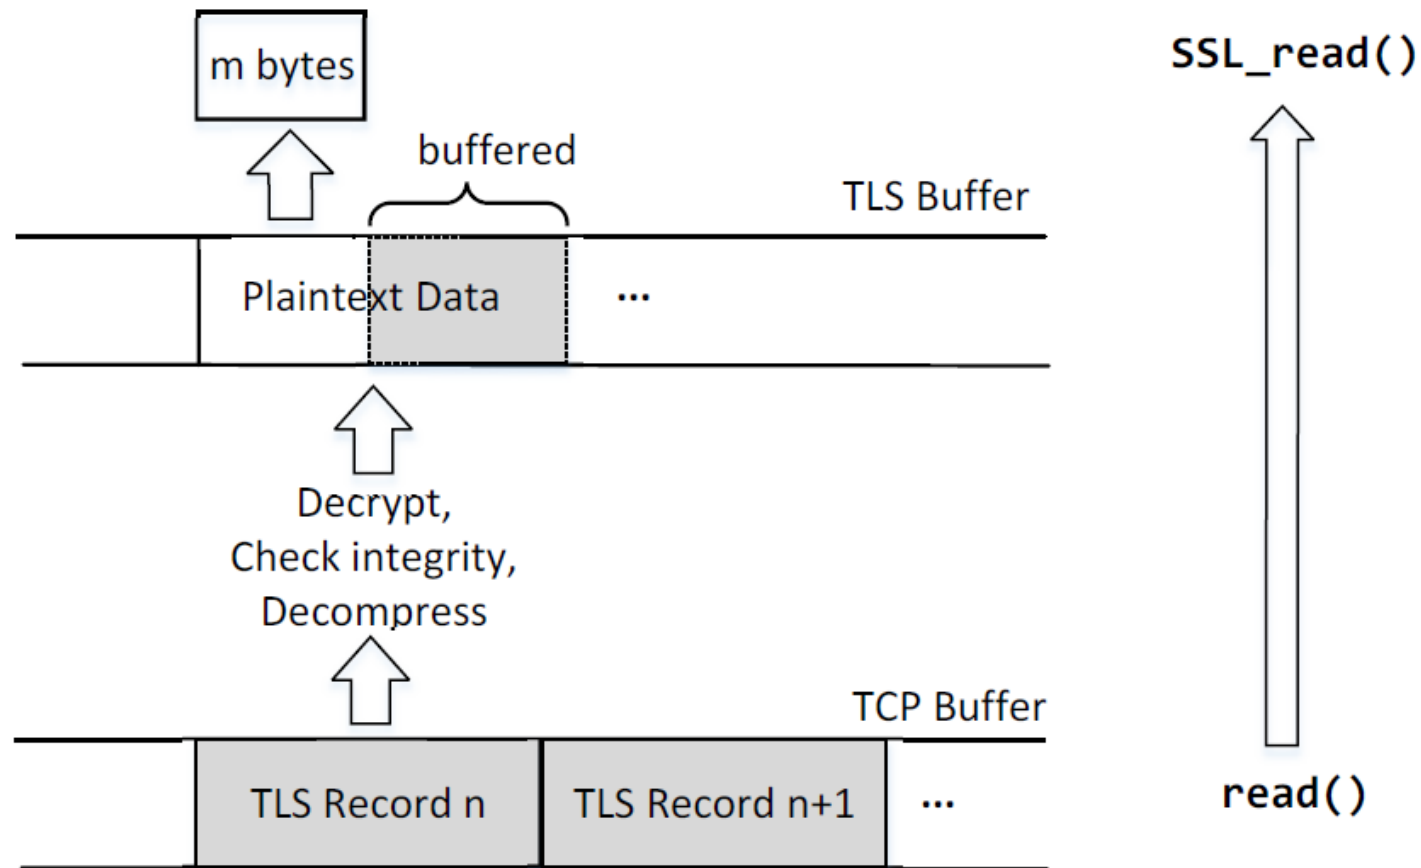 SSL_read()
m bytes
buffered
TLS Buffer
Plaintext Data
...
Decrypt,
Check integrity,
Decompress
TCP Buffer
TLS Record n
TLS Record n+1
...
read()